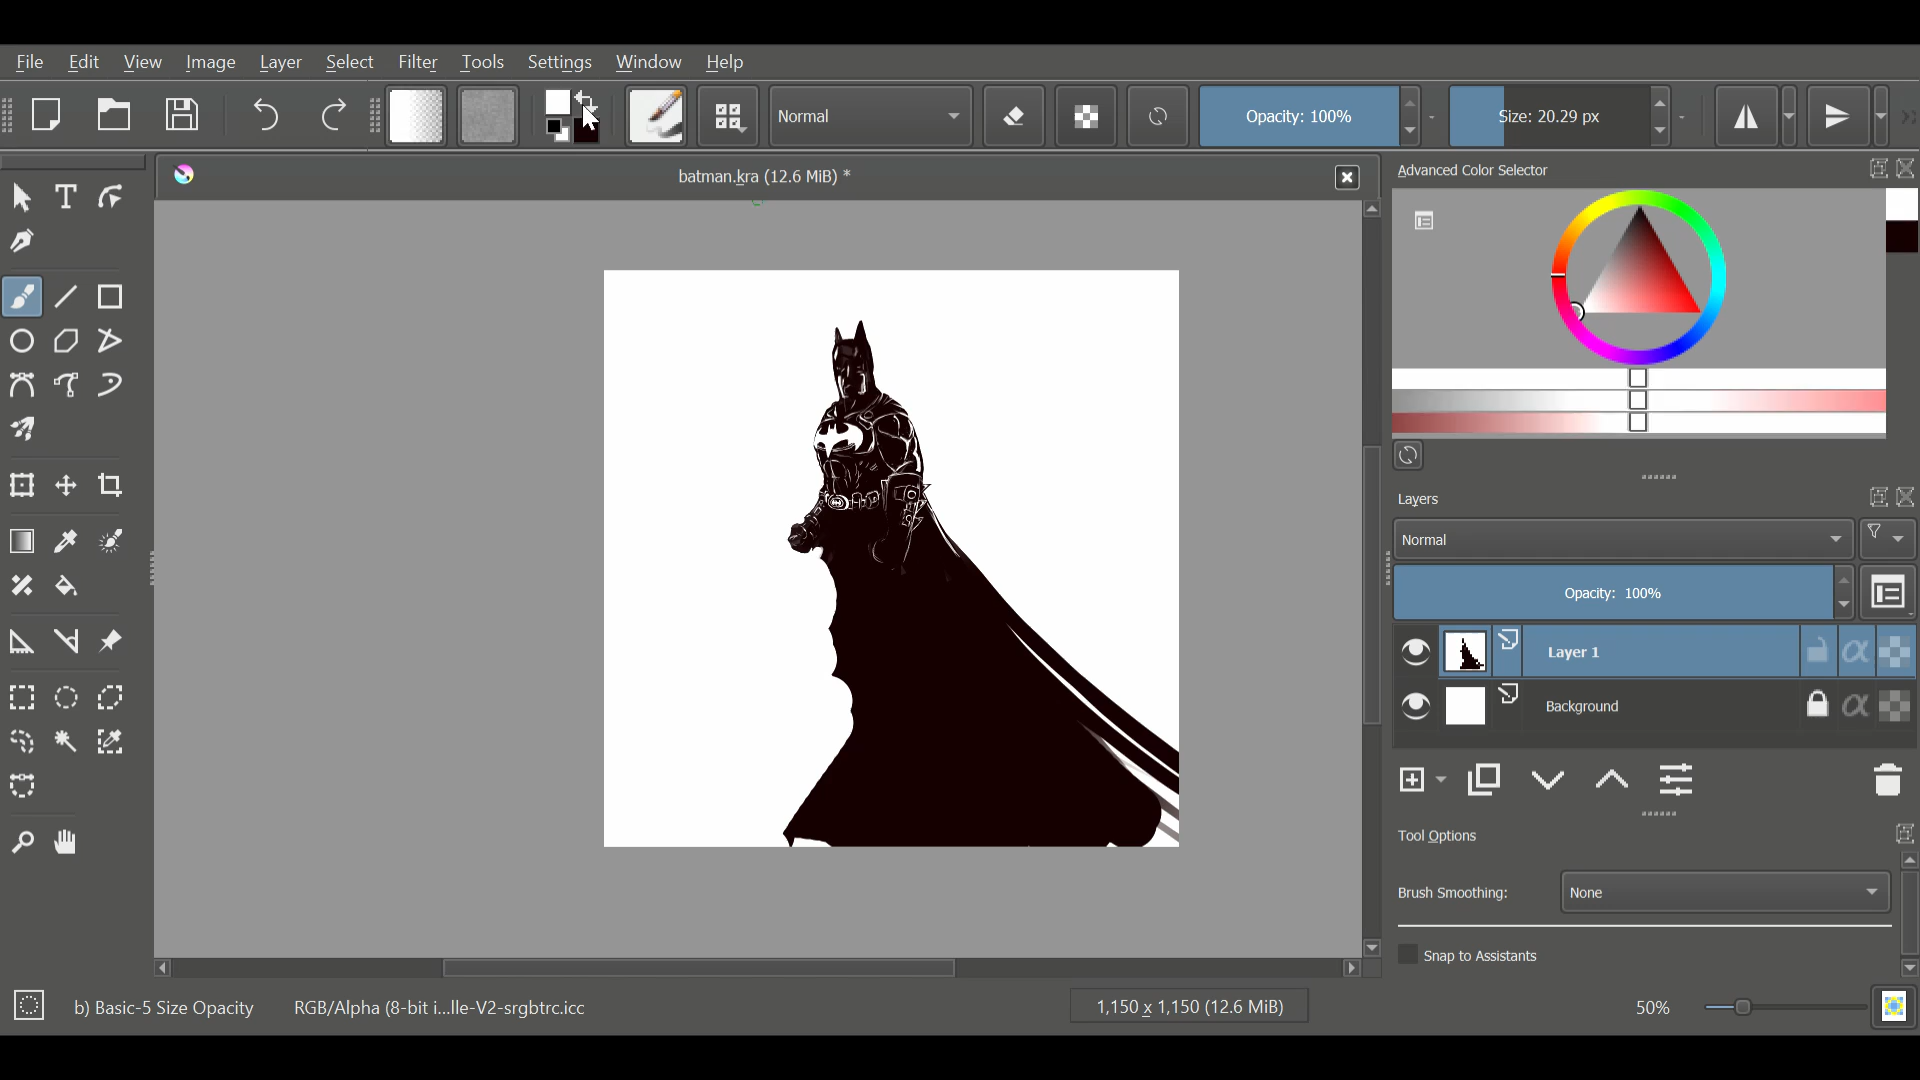 File Edit View Image Layer Select Filter Tools Settings Window Help
Normal Opacity: 100% Size: 20.29 px
batman.kra (12.6 MiB) *
Advanced Color Selector
Layers
Normal
Opacity: 100%
Layer 1
Background
Tool Options
Brush Smoothing: None
Snap to Assistants
b) Basic-5 Size Opacity RGB/Alpha (8-bit i...lle-V2-srgbtrc.icc 1,150 x 1,150 (12.6 MiB) 50%